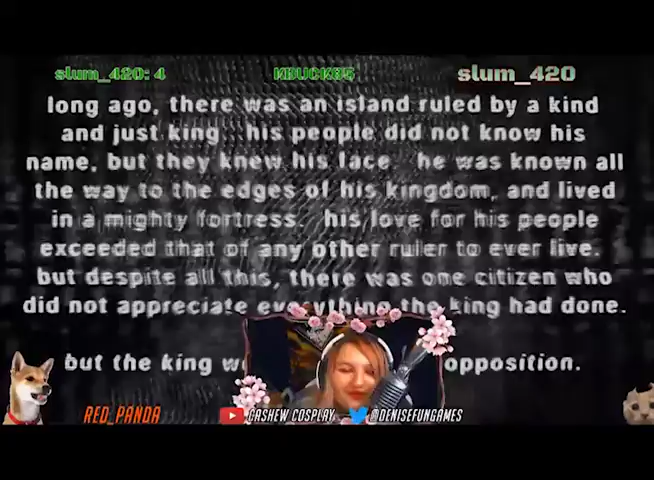 slum_420: 4 KDUCK05 slum_420
long ago, there was an island ruled by a kind
and just king. his people did not know his
name, but they knew his face. he was known all
the way to the edges of his kingdom, and lived
in a mighty fortress. his love for his people
exceeded that of any other ruler to ever live.
but despite all this, there was one citizen who
did not appreciate everything the king had done.
but the king opposition.
RED_PANDA CASHEW COSPLAY @DENISEFUNGAMES